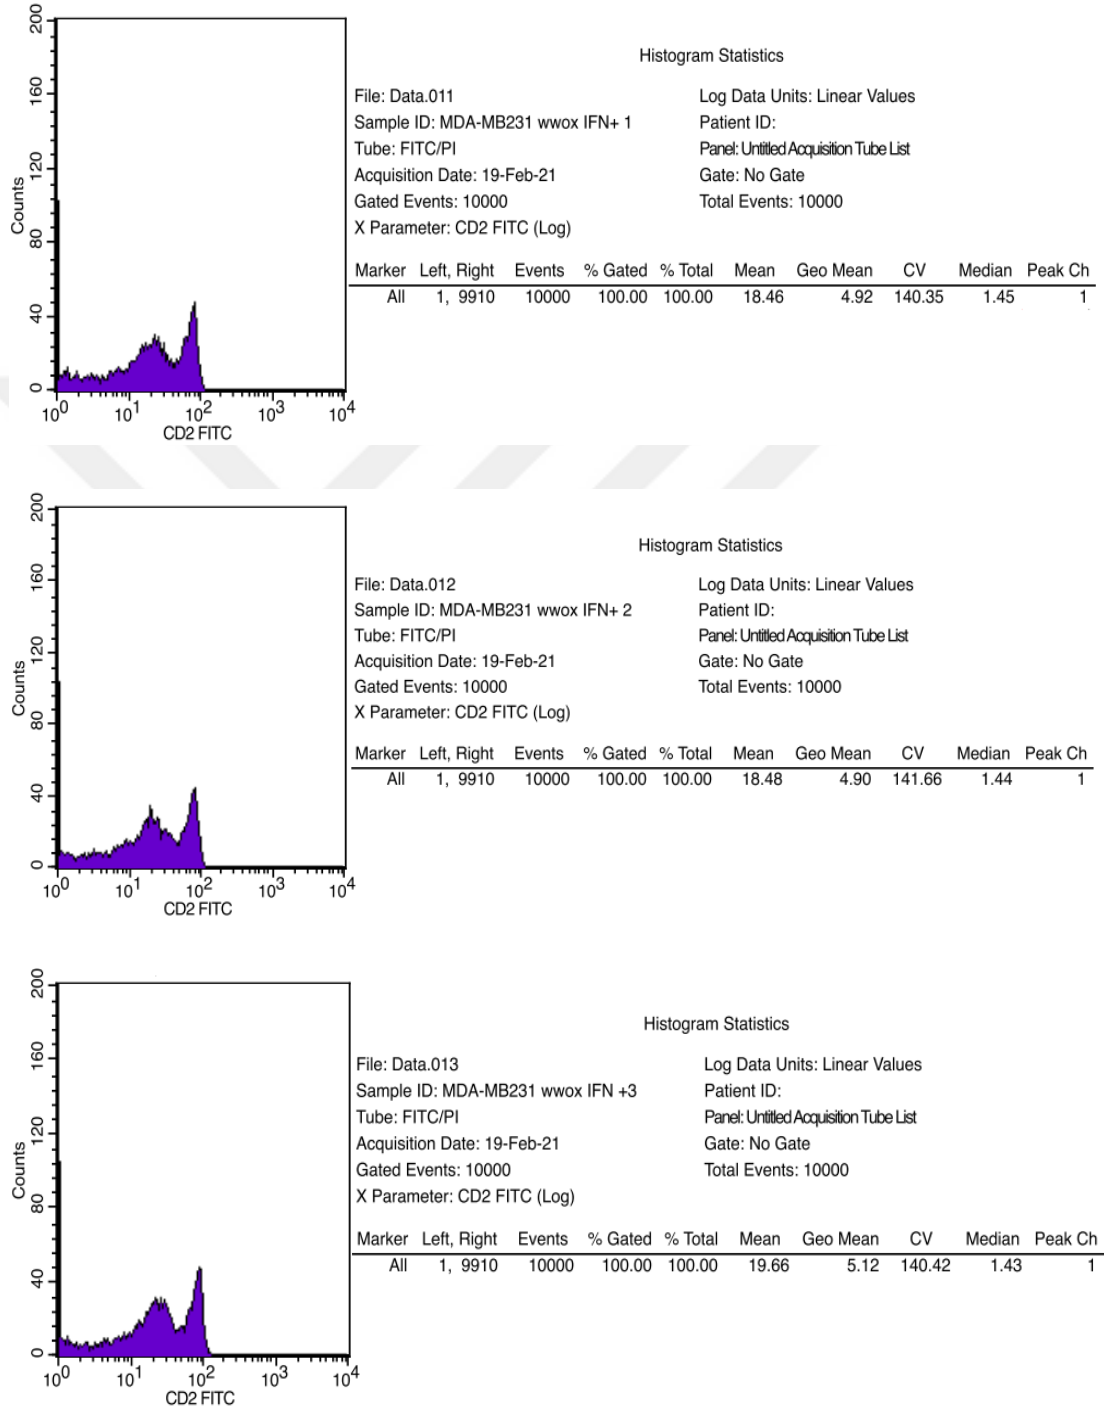 200
160
120
80
40
0
Counts
10^0 10^1 10^2 10^3 10^4
CD2 FITC
Histogram Statistics
File: Data.011 Log Data Units: Linear Values
Sample ID: MDA-MB231 wwox IFN+ 1 Patient ID:
Tube: FITC/PI Panel: Untitled Acquisition Tube List
Acquisition Date: 19-Feb-21 Gate: No Gate
Gated Events: 10000 Total Events: 10000
X Parameter: CD2 FITC (Log)
Marker Left, Right Events % Gated % Total Mean Geo Mean CV Median Peak Ch
All 1, 9910 10000 100.00 100.00 18.46 4.92 140.35 1.45 1
200
160
120
80
40
0
Counts
10^0 10^1 10^2 10^3 10^4
CD2 FITC
Histogram Statistics
File: Data.012 Log Data Units: Linear Values
Sample ID: MDA-MB231 wwox IFN+ 2 Patient ID:
Tube: FITC/PI Panel: Untitled Acquisition Tube List
Acquisition Date: 19-Feb-21 Gate: No Gate
Gated Events: 10000 Total Events: 10000
X Parameter: CD2 FITC (Log)
Marker Left, Right Events % Gated % Total Mean Geo Mean CV Median Peak Ch
All 1, 9910 10000 100.00 100.00 18.48 4.90 141.66 1.44 1
200
160
120
80
40
0
Counts
10^0 10^1 10^2 10^3 10^4
CD2 FITC
Histogram Statistics
File: Data.013 Log Data Units: Linear Values
Sample ID: MDA-MB231 wwox IFN +3 Patient ID:
Tube: FITC/PI Panel: Untitled Acquisition Tube List
Acquisition Date: 19-Feb-21 Gate: No Gate
Gated Events: 10000 Total Events: 10000
X Parameter: CD2 FITC (Log)
Marker Left, Right Events % Gated % Total Mean Geo Mean CV Median Peak Ch
All 1, 9910 10000 100.00 100.00 19.66 5.12 140.42 1.43 1